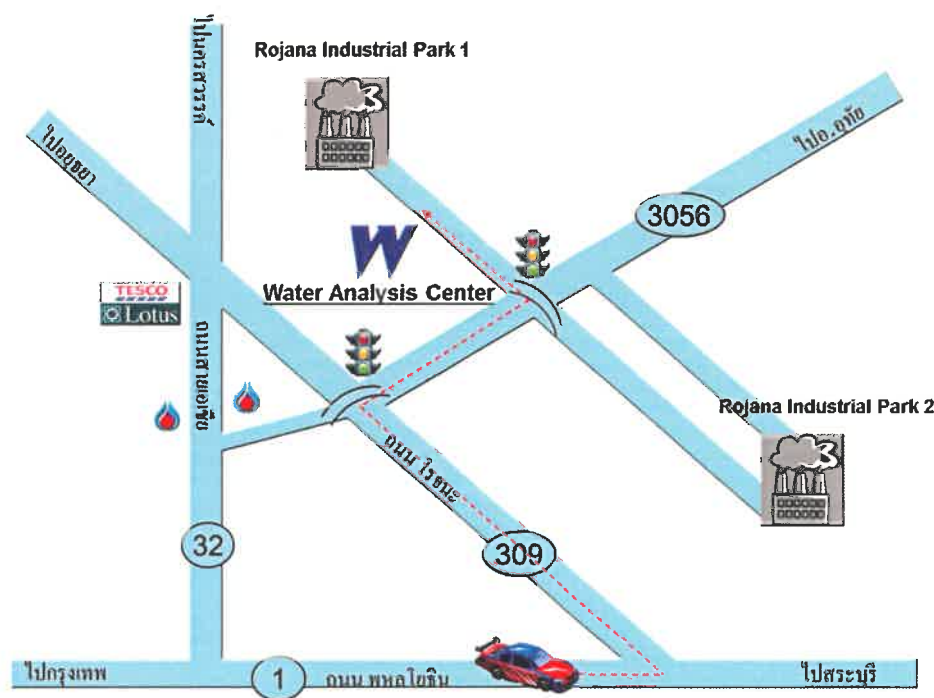 ไปนครสวรรค์
Rojana Industrial Park 1
ไปอยุธยา
ไปอ.อุทัย
3056
W
Water Analysis Center
TESCO
Lotus
ถนนสายเอเซีย
Rojana Industrial Park 2
ถนน โรจนะ
32
309
ไปกรุงเทพ
1
ถนน พหลโยธิน
ไปสระบุรี